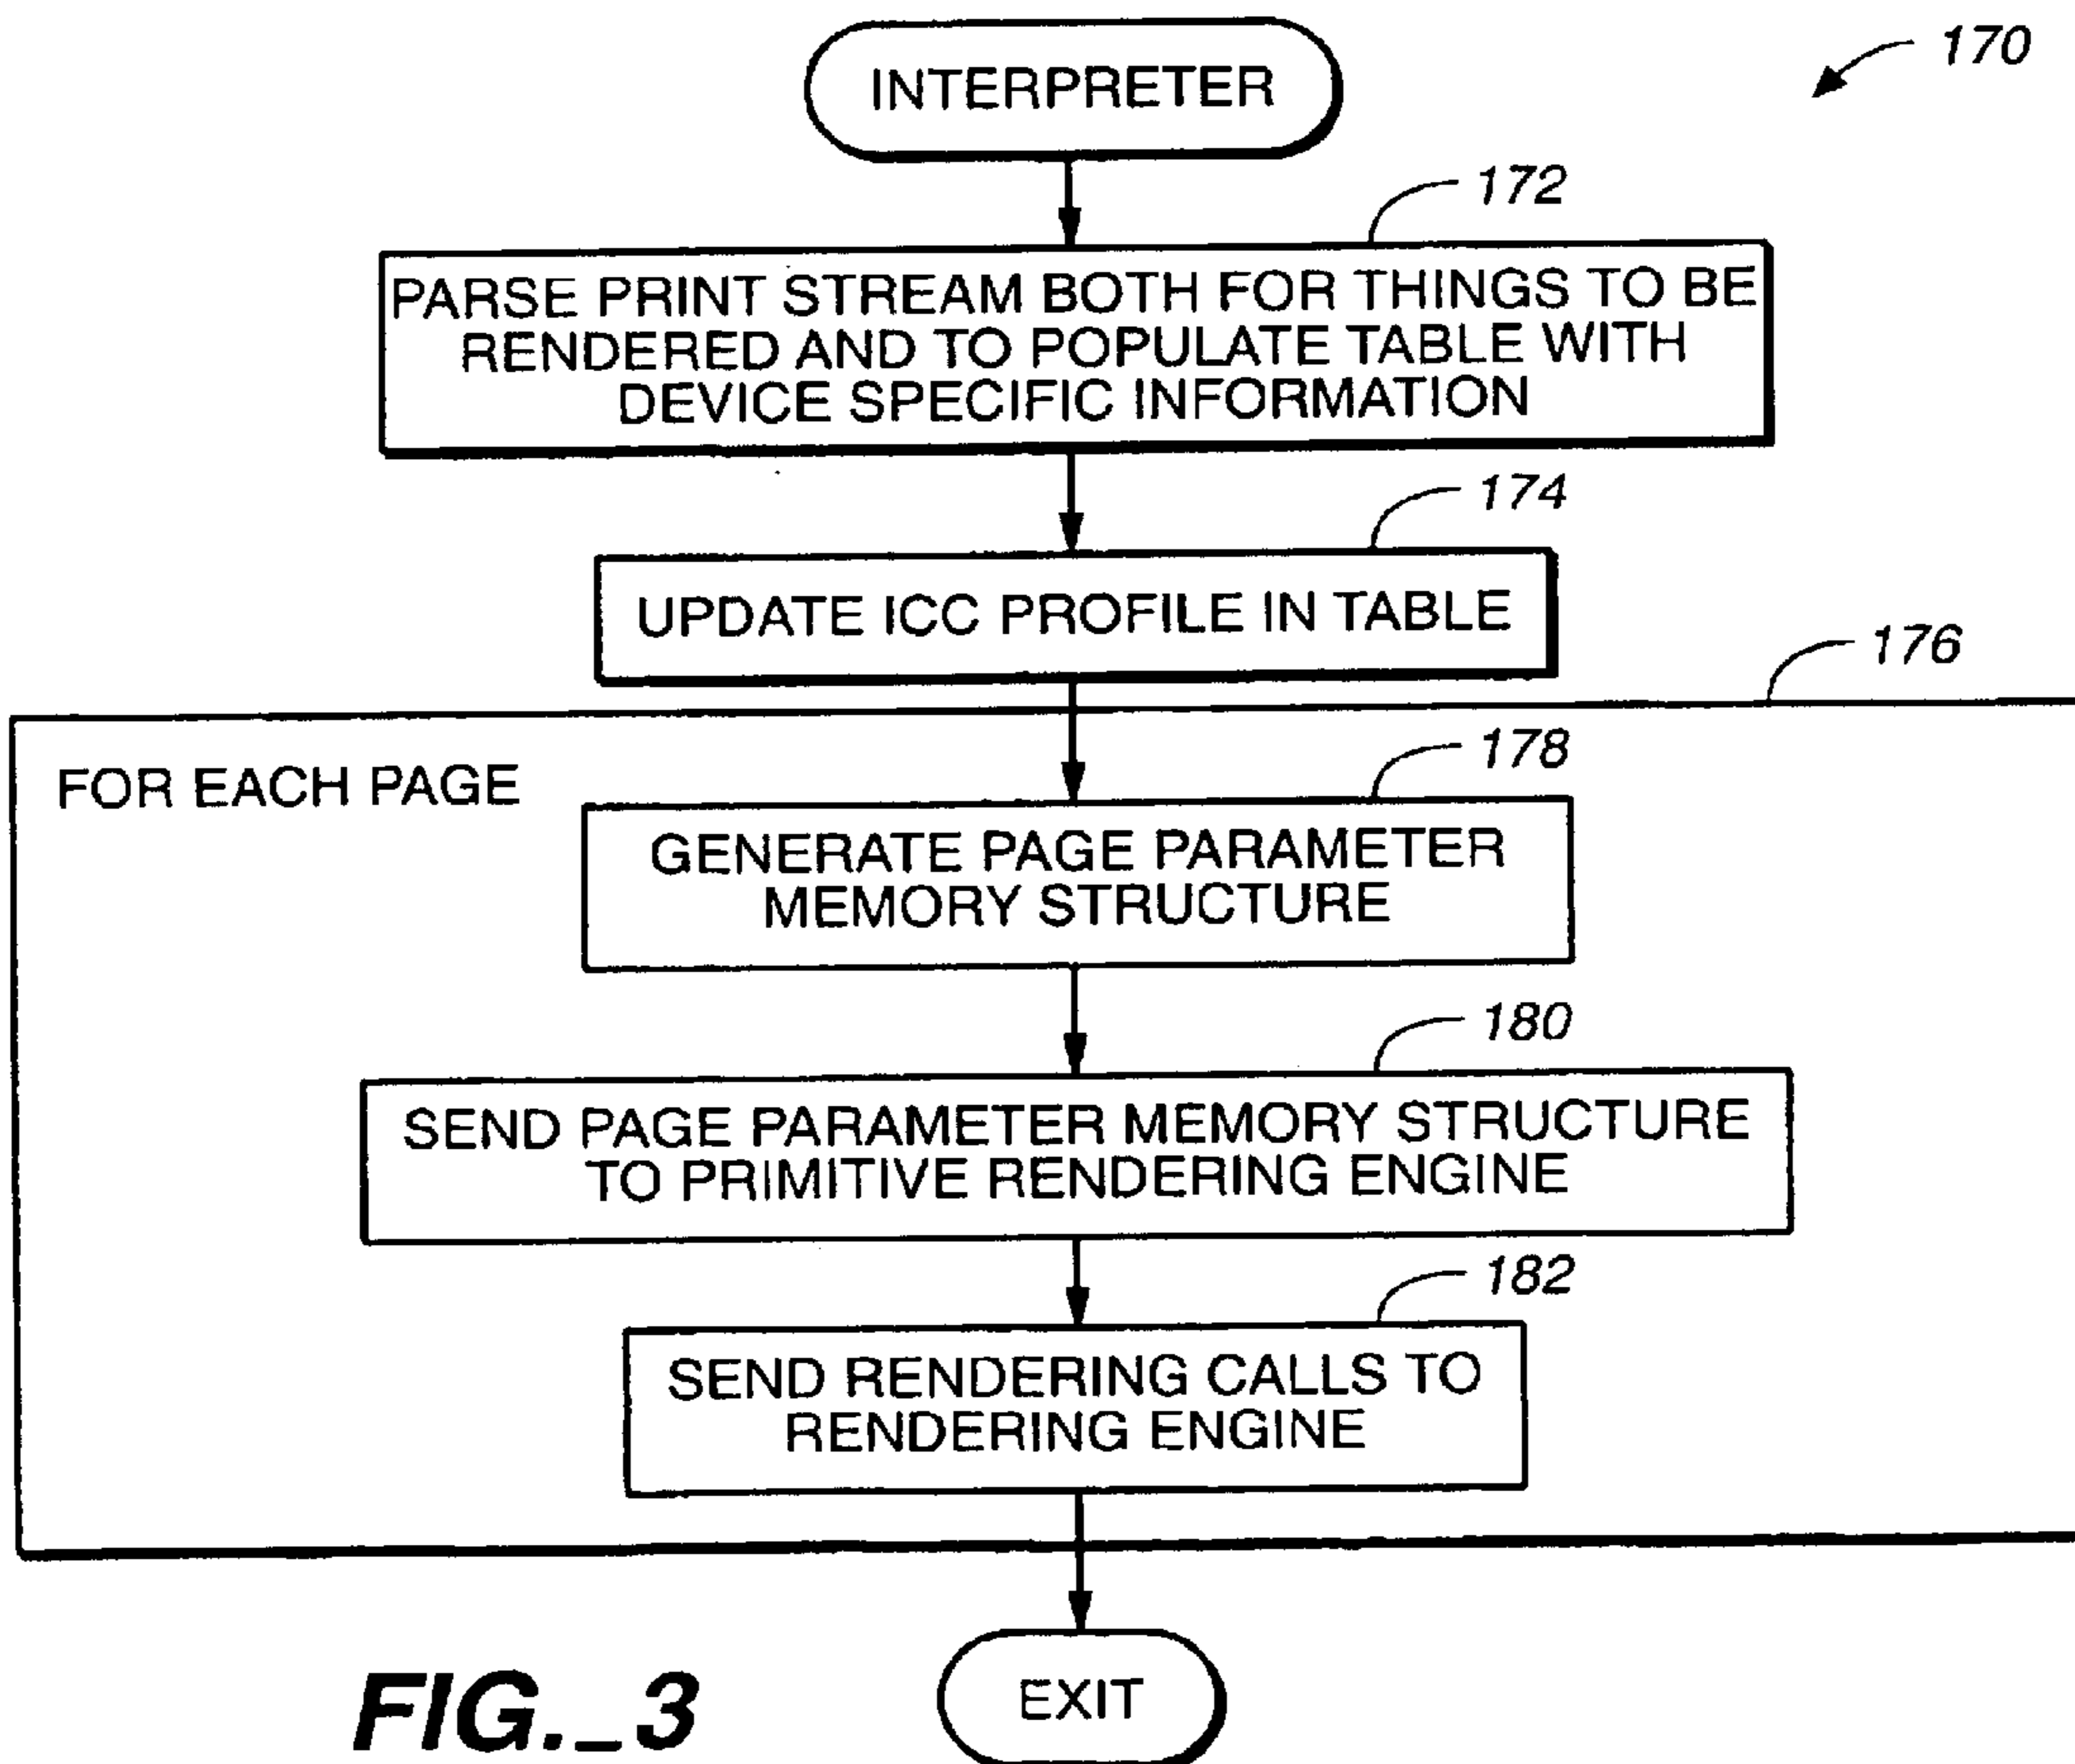 INTERPRETER
170
172
PARSE PRINT STREAM BOTH FOR THINGS TO BE
RENDERED AND TO POPULATE TABLE WITH
DEVICE SPECIFIC INFORMATION
174
UPDATE ICC PROFILE IN TABLE
176
FOR EACH PAGE
178
GENERATE PAGE PARAMETER
MEMORY STRUCTURE
180
SEND PAGE PARAMETER MEMORY STRUCTURE
TO PRIMITIVE RENDERING ENGINE
182
SEND RENDERING CALLS TO
RENDERING ENGINE
EXIT
FIG._3